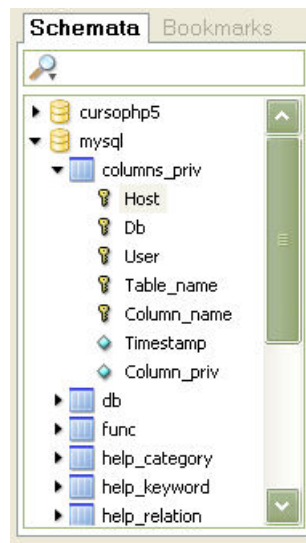 Schemata Bookmarks
cursophp5
mysql
columns_priv
Host
Db
User
Table_name
Column_name
Timestamp
Column_priv
db
func
help_category
help_keyword
help_relation